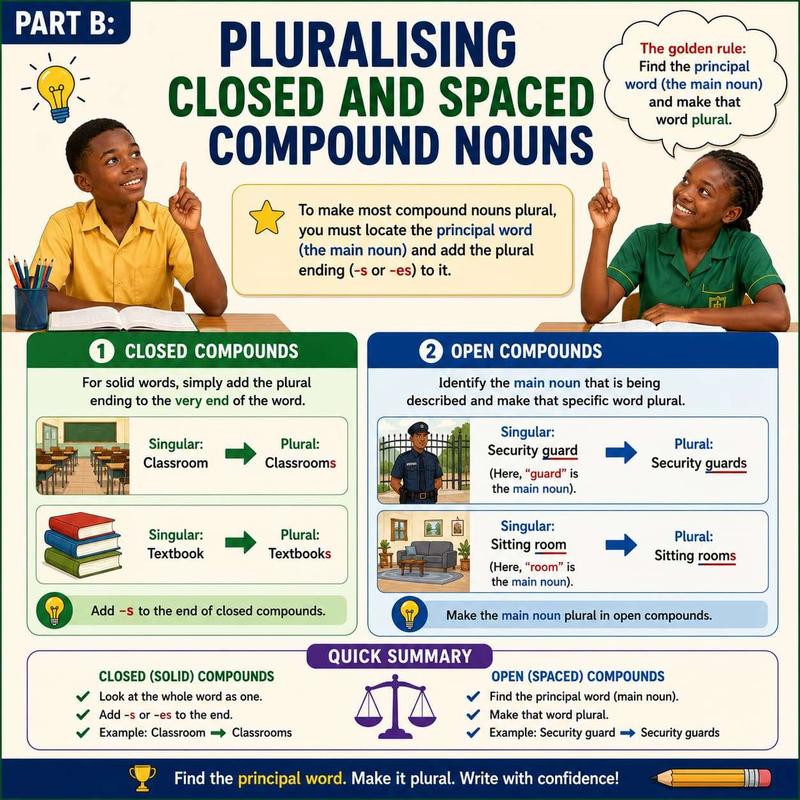 PART B:
PLURALISING
CLOSED AND SPACED
COMPOUND NOUNS
The golden rule:
Find the principal
word (the main noun)
and make that
word plural.
To make most compound nouns plural,
you must locate the principal word
(the main noun) and add the plural
ending (-s or -es) to it.
1 CLOSED COMPOUNDS
For solid words, simply add the plural
ending to the very end of the word.
Singular:
Classroom
Plural:
Classrooms
Singular:
Textbook
Plural:
Textbooks
Add –s to the end of closed compounds.
2 OPEN COMPOUNDS
Identify the main noun that is being
described and make that specific word plural.
Singular:
Security guard
(Here, “guard” is
the main noun).
Plural:
Security guards
Singular:
Sitting room
(Here, “room” is
the main noun).
Plural:
Sitting rooms
Make the main noun plural in open compounds.
QUICK SUMMARY
CLOSED (SOLID) COMPOUNDS
✓ Look at the whole word as one.
✓ Add -s or -es to the end.
✓ Example: Classroom → Classrooms
OPEN (SPACED) COMPOUNDS
✓ Find the principal word (main noun).
✓ Make that word plural.
✓ Example: Security guard → Security guards
Find the principal word. Make it plural. Write with confidence!